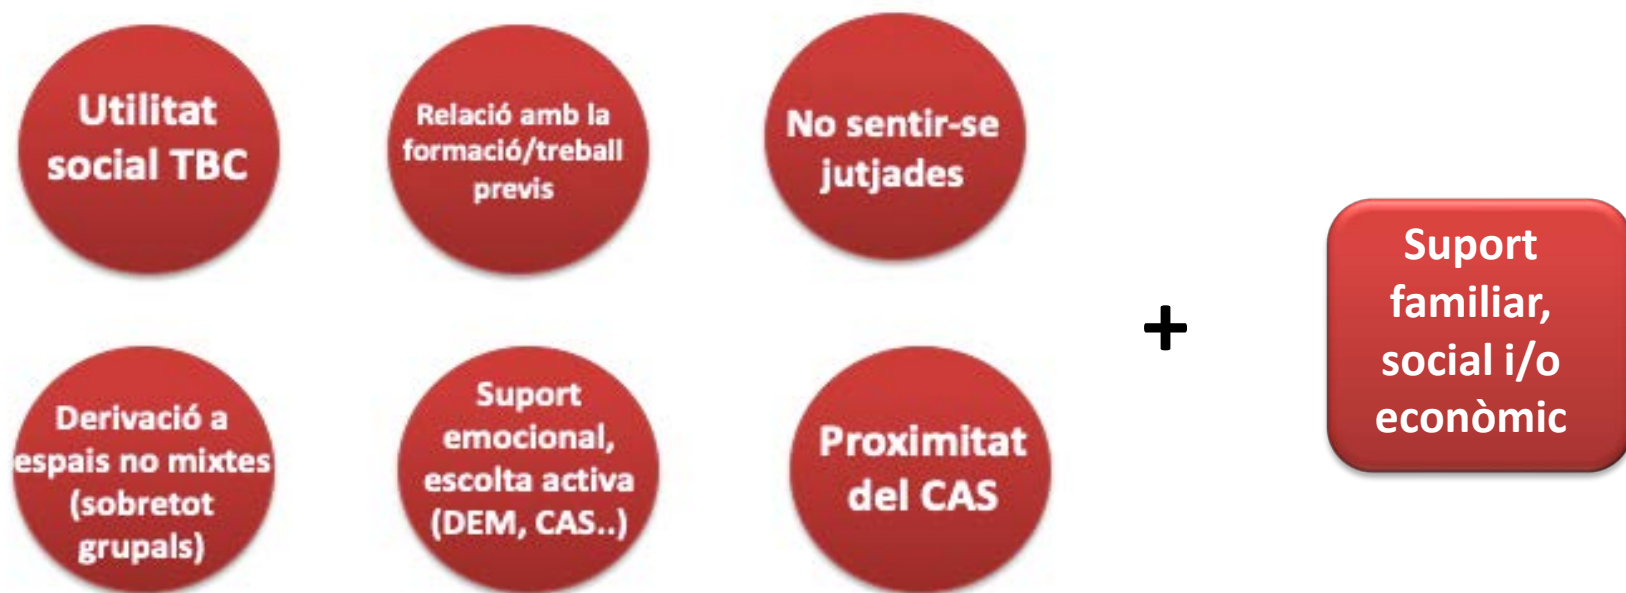 Utilitat
social TBC
Relació amb la
formació/treball
previs
No sentir-se
jutjades
Derivació a
espais no mixtes
(sobretot
grupals)
Suport
emocional,
escolta activa
(DEM, CAS..)
Proximitat
del CAS
+
Suport
familiar,
social i/o
econòmic